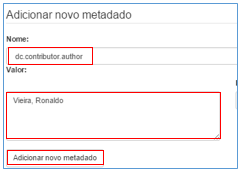 Adicionar novo metadado
Nome:
dc.contributor.author
Valor:
Vieira, Ronaldo
Adicionar novo metadado